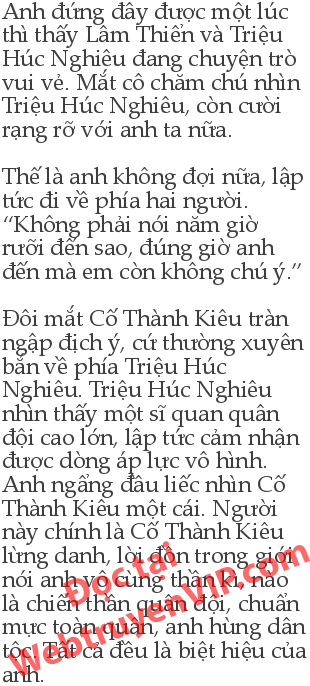 Anh đứng đây được một lúc
thì thấy Lâm Thiển và Triệu
Húc Nghiêu đang chuyện trò
vui vẻ. Mắt cô chăm chú nhìn
Triệu Húc Nghiêu, còn cười
rạng rỡ với anh ta nữa.
Thế là anh không đợi nữa, lập
tức đi về phía hai người.
“Không phải nói năm giờ
rưỡi đến sao, đúng giờ anh
đến mà em còn không chú ý.”
Đôi mắt Cố Thành Kiêu tràn
ngập địch ý, cứ thường xuyên
bắn về phía Triệu Húc
Nghiêu. Triệu Húc Nghiêu
nhìn thấy một sĩ quan quân
đội cao lớn, lập tức cảm nhận
được dòng áp lực vô hình.
Anh ngẩng đầu liếc nhìn Cố
Thành Kiêu một cái. Người
này chính là Cố Thành Kiêu
lừng danh, lời đồn trong giới
nói anh vô cùng thần kì, nào
là chiến thần quân đội, chuẩn
mực toàn quân, anh hùng dân
tộc. Tất cả đều là biệt hiệu của
anh.
Đọc tại
Webtruyenvip.com